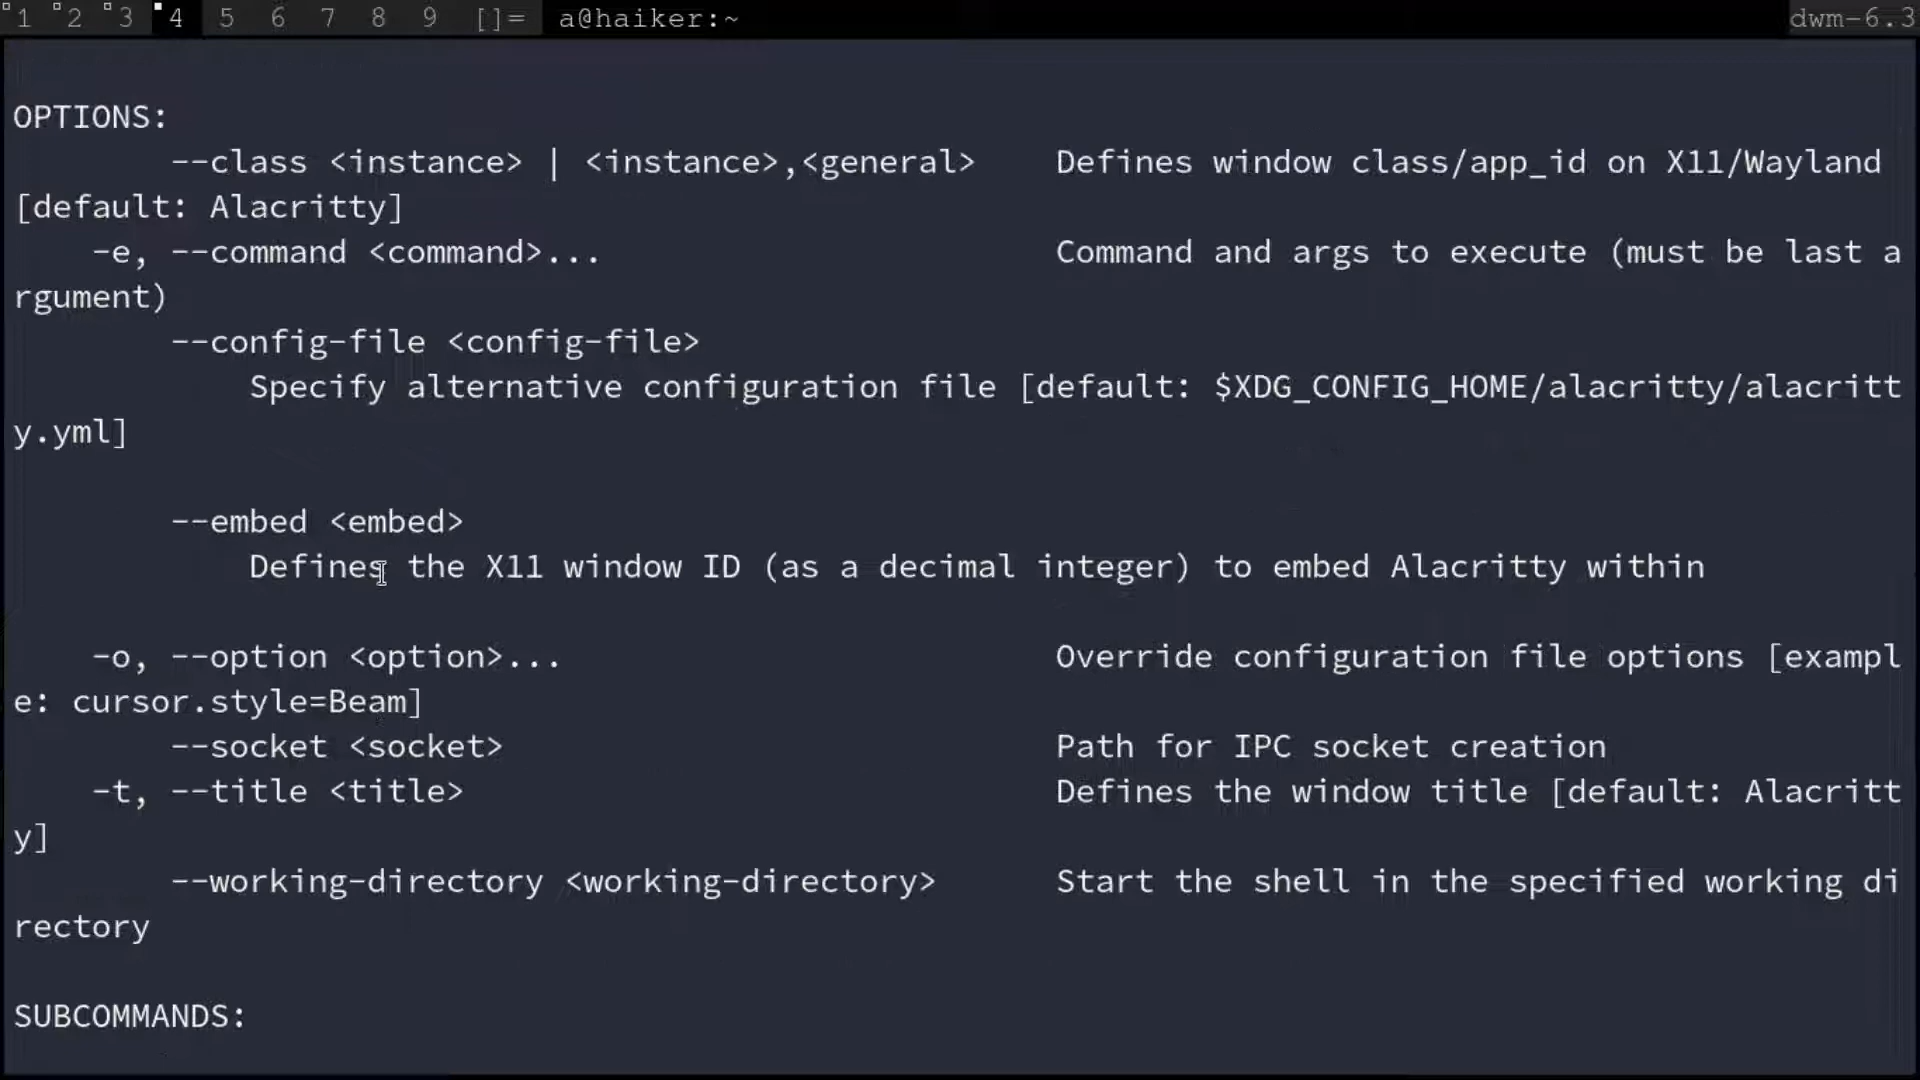 1 2 3 4 5 6 7 8 9 []= a@haiker:~ dwm-6.3
OPTIONS:
--class <instance> | <instance>,<general> Defines window class/app_id on X11/Wayland
[default: Alacritty]
-e, --command <command>... Command and args to execute (must be last a
rgument)
--config-file <config-file>
Specify alternative configuration file [default: $XDG_CONFIG_HOME/alacritty/alacritt
y.yml]
--embed <embed>
Defines the X11 window ID (as a decimal integer) to embed Alacritty within
-o, --option <option>... Override configuration file options [exampl
e: cursor.style=Beam]
--socket <socket> Path for IPC socket creation
-t, --title <title> Defines the window title [default: Alacritt
y]
--working-directory <working-directory> Start the shell in the specified working di
rectory
SUBCOMMANDS: